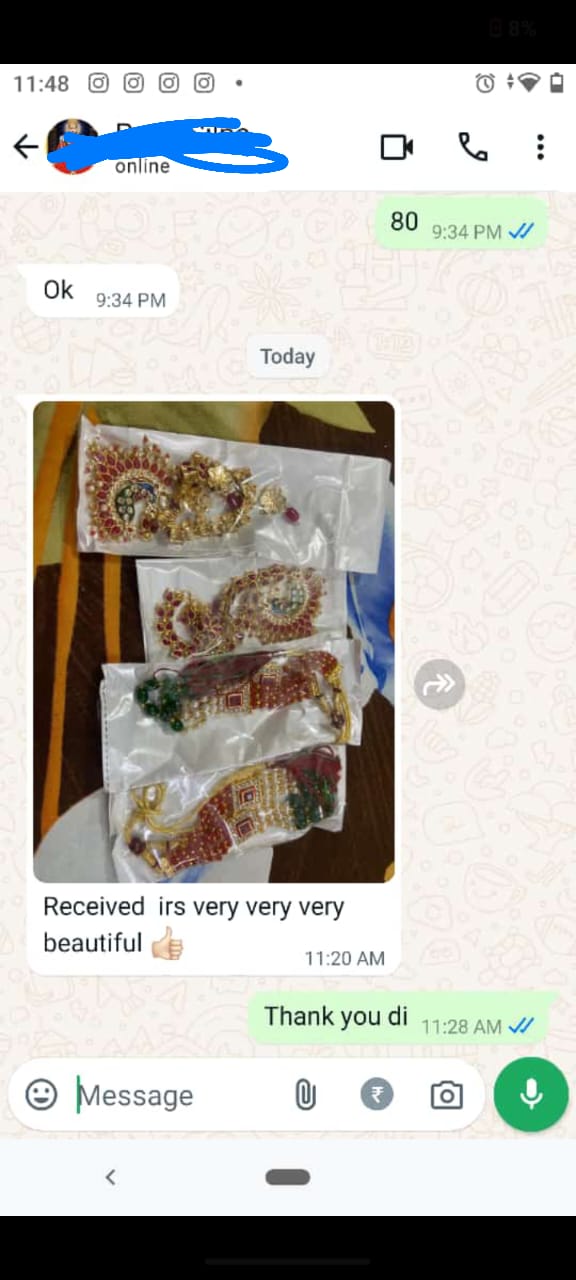 8%
11:48
online
80 9:34 PM
Ok 9:34 PM
Today
Received irs very very very
beautiful 👍🏻
11:20 AM
Thank you di 11:28 AM
Message
₹